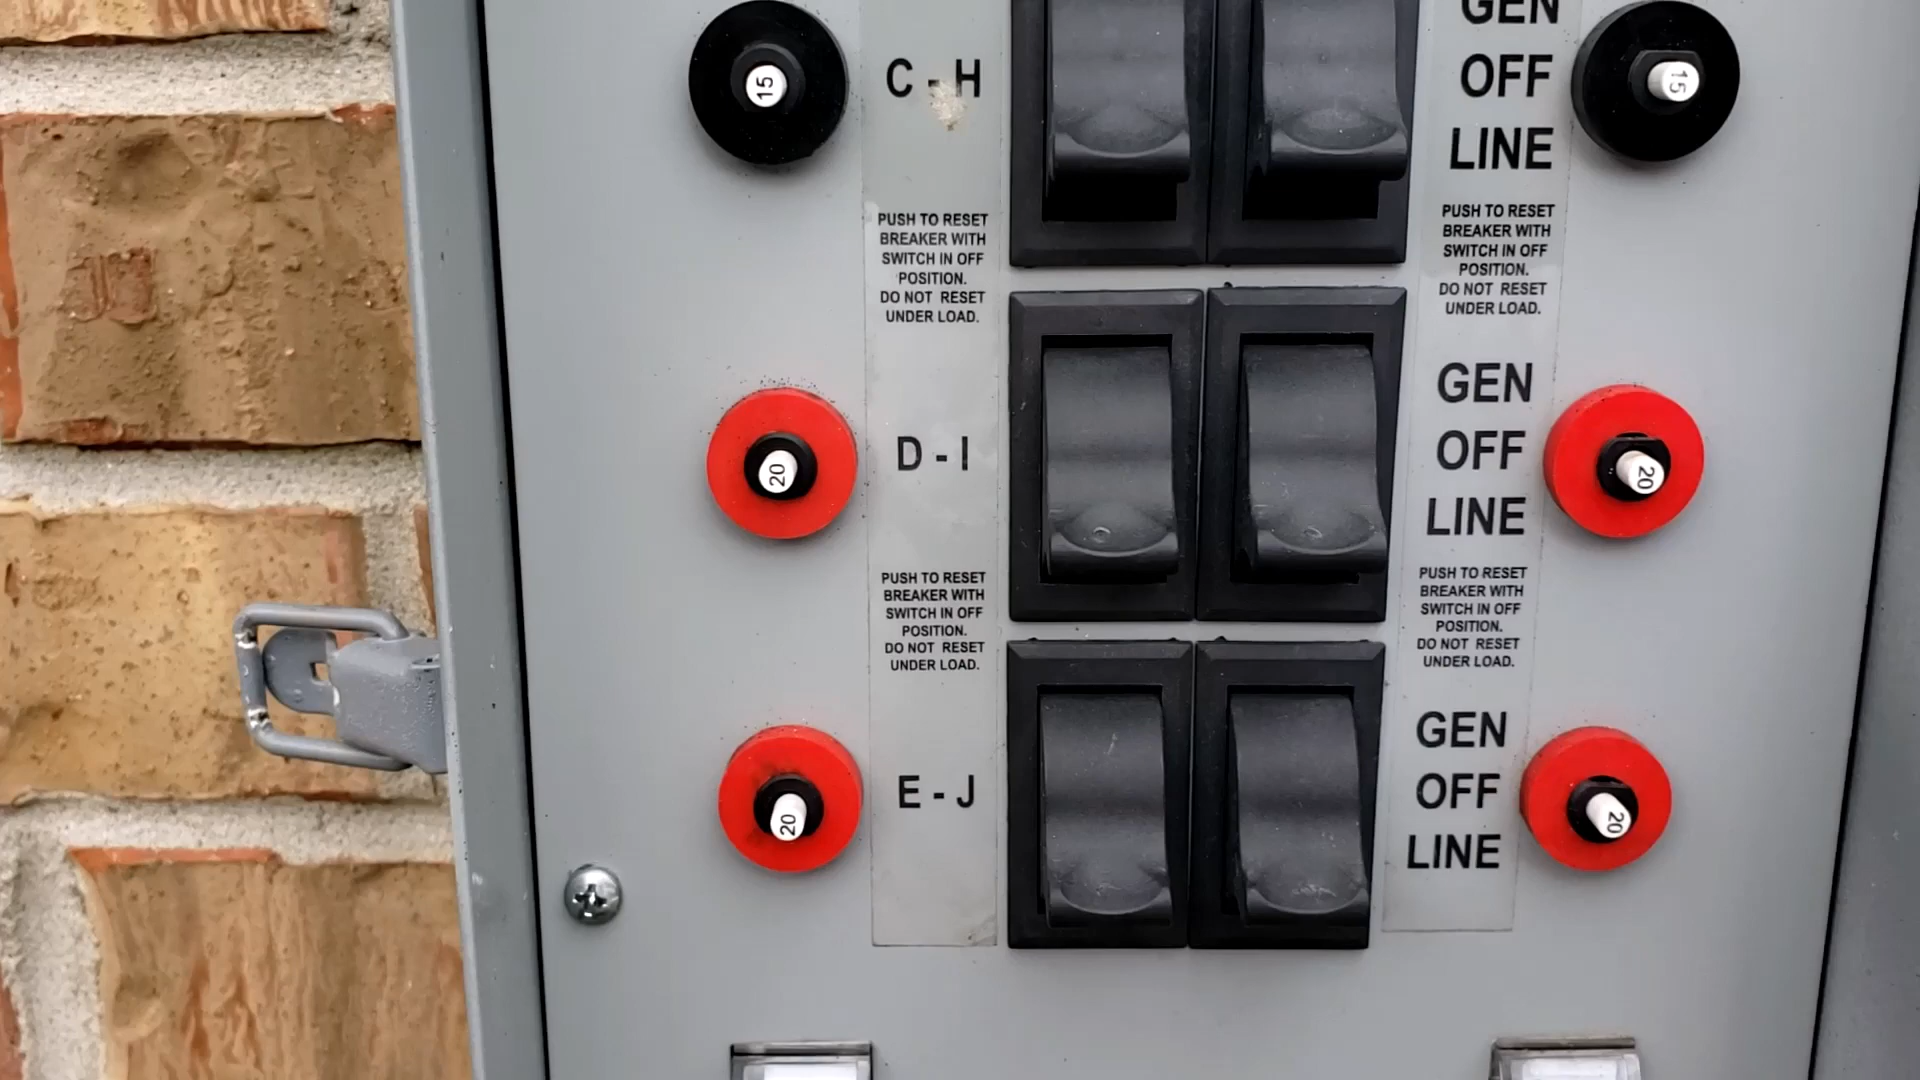 GEN
15
C - H
OFF
15
LINE
PUSH TO RESET
BREAKER WITH
SWITCH IN OFF
POSITION.
DO NOT RESET
UNDER LOAD.
PUSH TO RESET
BREAKER WITH
SWITCH IN OFF
POSITION.
DO NOT RESET
UNDER LOAD.
GEN
20
D - I
OFF
20
LINE
PUSH TO RESET
BREAKER WITH
SWITCH IN OFF
POSITION.
DO NOT RESET
UNDER LOAD.
PUSH TO RESET
BREAKER WITH
SWITCH IN OFF
POSITION.
DO NOT RESET
UNDER LOAD.
GEN
20
E - J
OFF
20
LINE